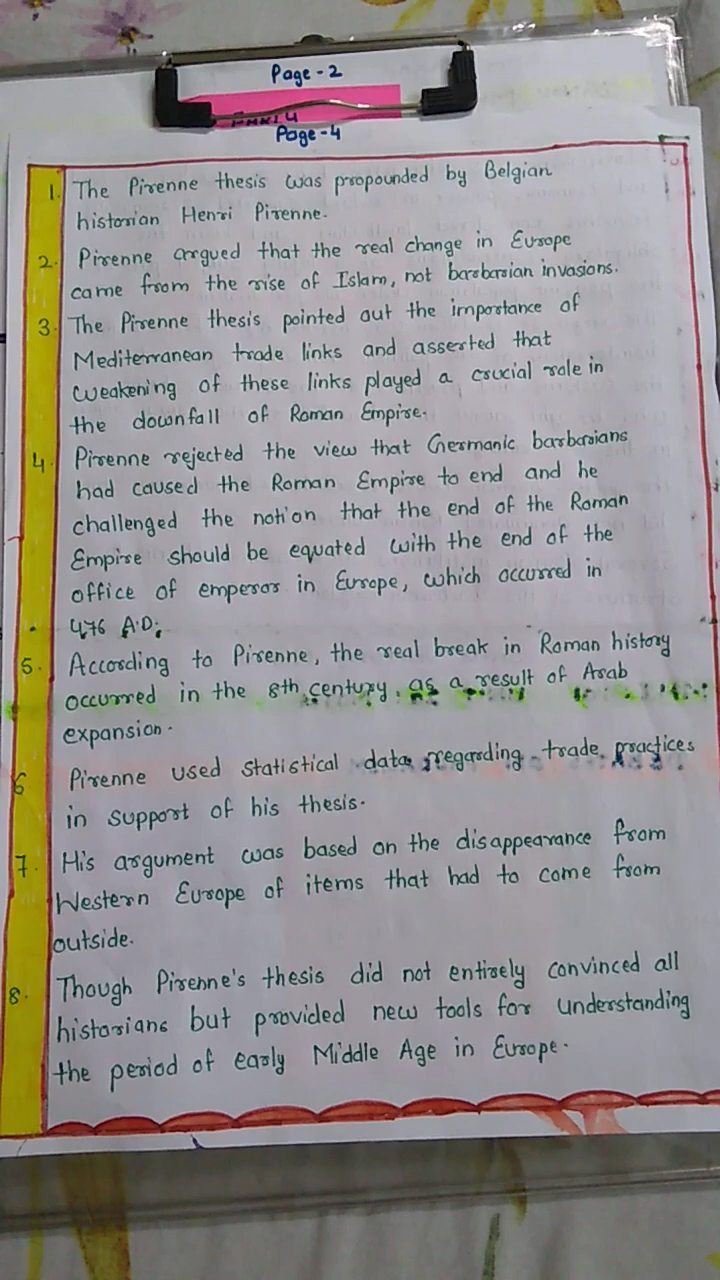 Page-2
Page-4
1. The Pirenne thesis was propounded by Belgian
historian Henri Pirenne.
2. Pirenne argued that the real change in Europe
came from the rise of Islam, not barbarian invasions.
3. The Pirenne thesis pointed out the importance of
Mediterranean trade links and asserted that
weakening of these links played a crucial role in
the downfall of Roman Empire.
4. Pirenne rejected the view that Germanic barbarians
had caused the Roman Empire to end and he
challenged the notion that the end of the Roman
Empire should be equated with the end of the
office of emperor in Europe, which occurred in
476 A.D.
5. According to Pirenne, the real break in Roman history
occurred in the 8th century, as a result of Arab
expansion.
6 Pirenne used statistical data regarding trade practices
in support of his thesis.
7. His argument was based on the disappearance from
Western Europe of items that had to come from
outside.
8. Though Pirenne's thesis did not entirely convinced all
historians but provided new tools for understanding
the period of early Middle Age in Europe.